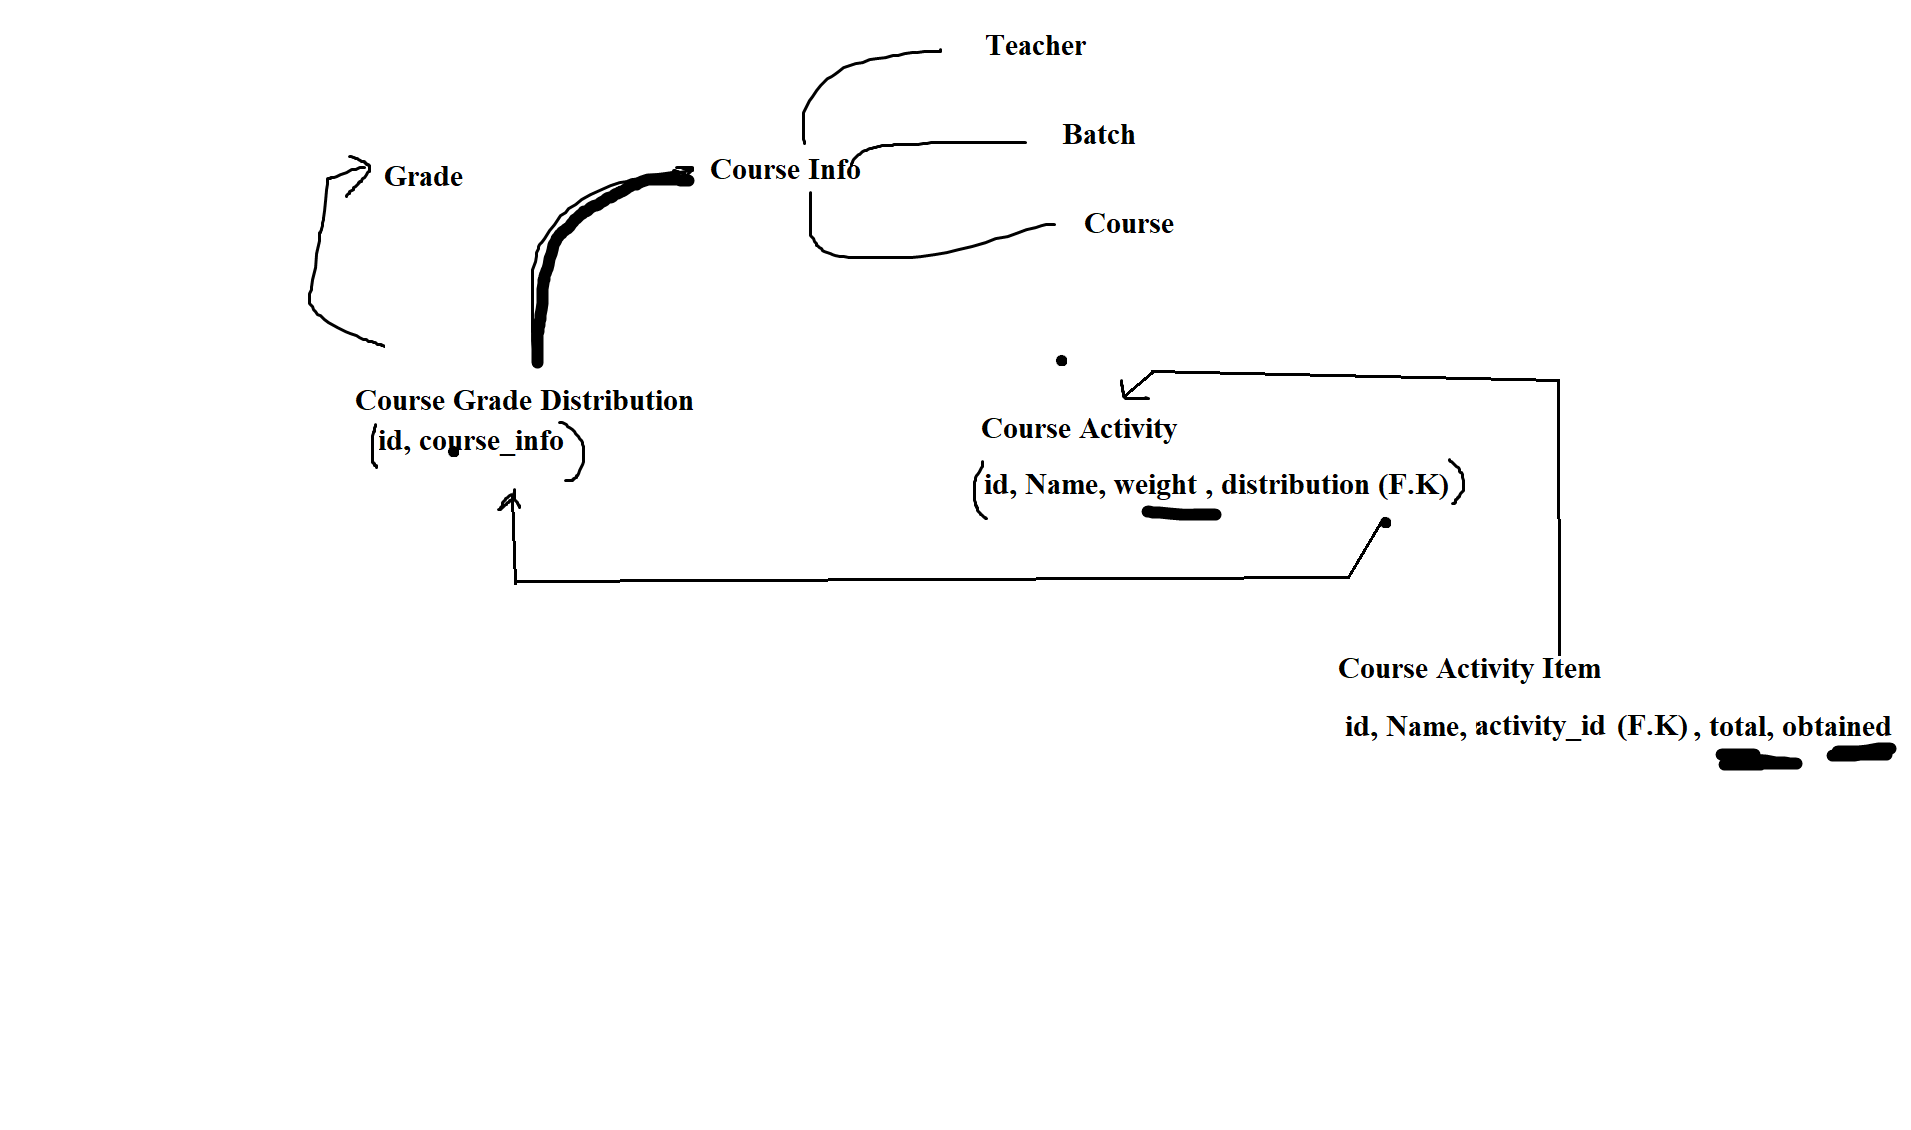 Teacher
Batch
Course Info
Grade
Course
Course Grade Distribution
(id, course_info)
Course Activity
(id, Name, weight , distribution (F.K))
Course Activity Item
id, Name, activity_id (F.K) , total, obtained